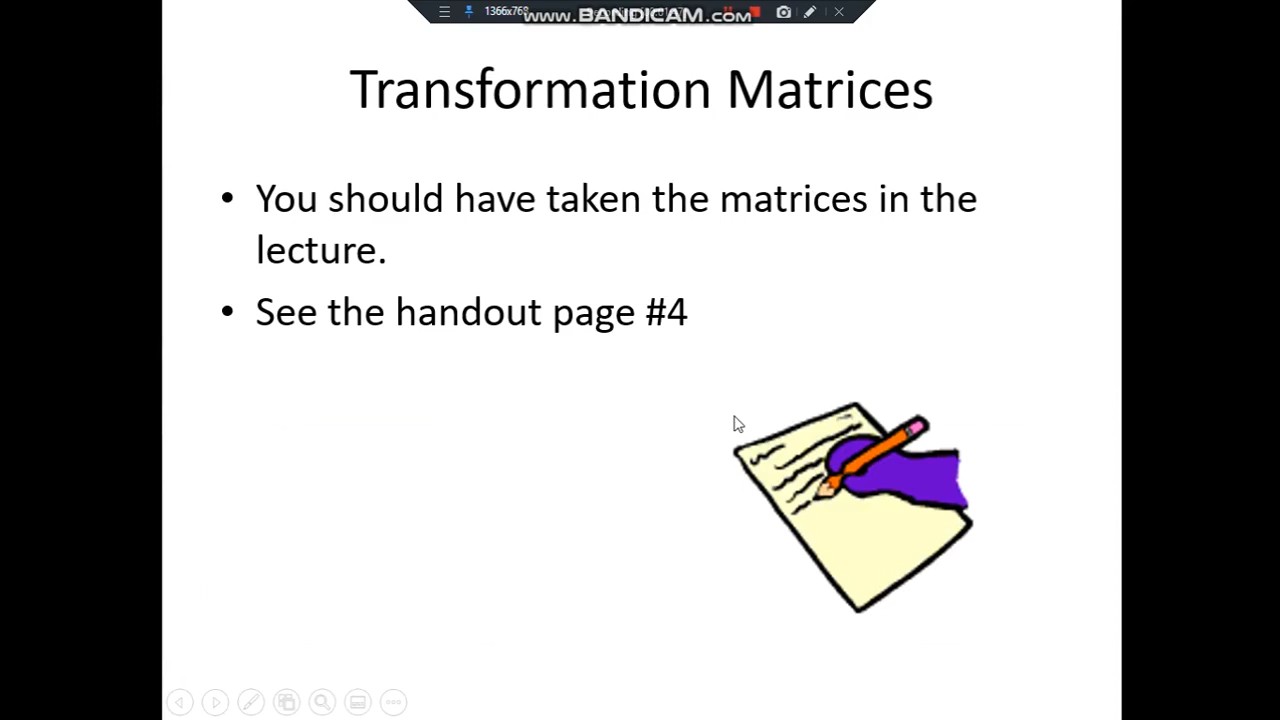 1366x768
www.BANDICAM.com
Transformation Matrices
• You should have taken the matrices in the
lecture.
• See the handout page #4